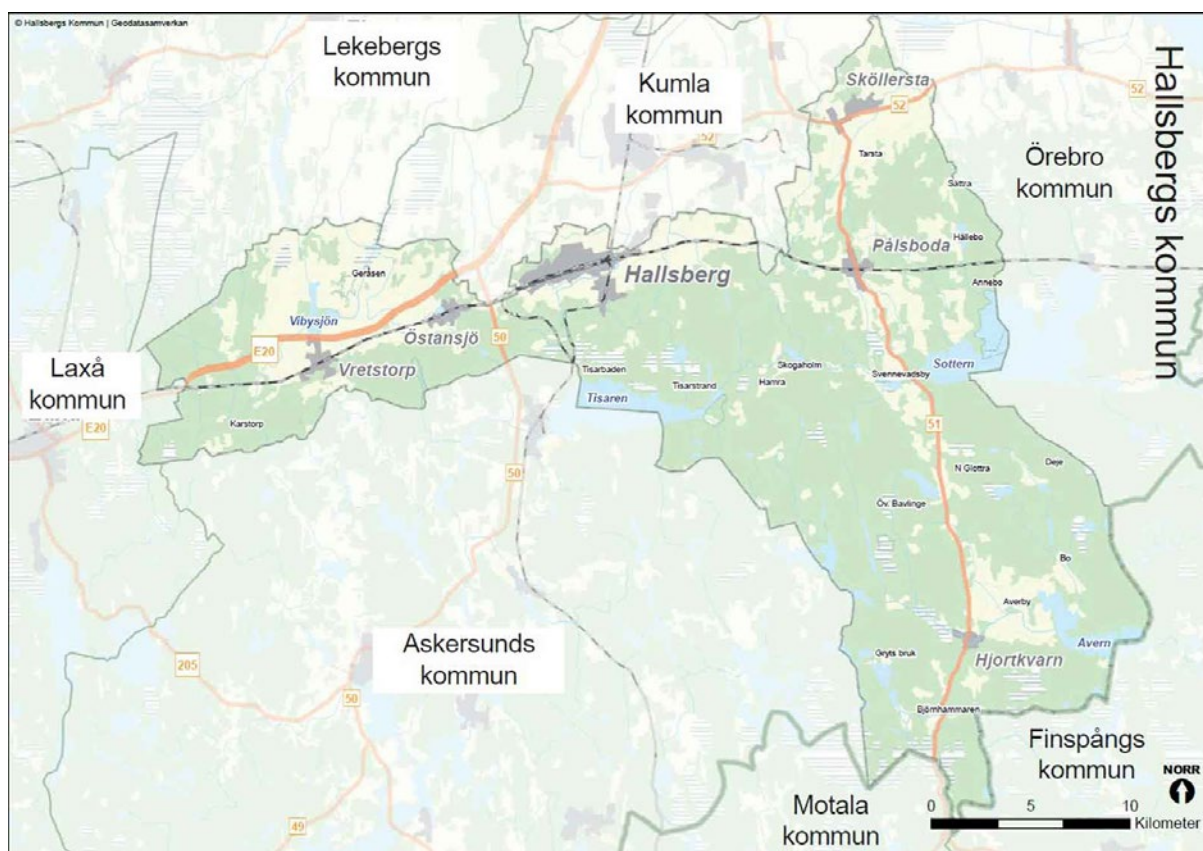 © Hallsbergs Kommun | Geodatasamverkan
Lekebergs
kommun
Kumla
kommun
Sköllersta
52
52
52
Örebro
kommun
Hallsbergs kommun
Tarsta
Sättra
Pålsboda
Hällebo
Annebo
Geråsen
Hallsberg
Vibysjön
Östansjö
50
E20
Vretstorp
Laxå
kommun
E20
Karstorp
Tisarbaden
Tisaren
Tisarstrand
Hamra
Skogaholm
Svennevadsby
Sottern
51
50
N Glottra
Deje
Öv. Bavlinge
Bo
Averby
Avern
Askersunds
kommun
205
50
Gryts bruk
Hjortkvarn
Björnhammaren
Finspångs
kommun
NORR
Motala
kommun
0 5 10
Kilometer
49